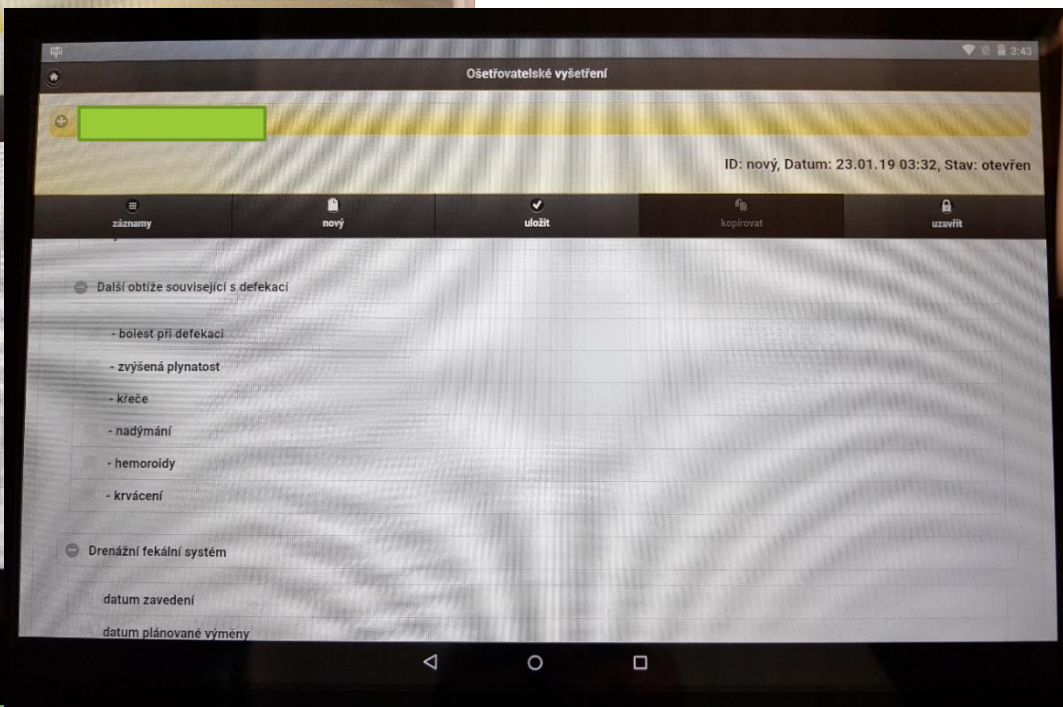 3:43
Ošetřovatelské vyšetření
ID: nový, Datum: 23.01.19 03:32, Stav: otevřen
záznamy nový uložit kopírovat uzavřít
Další obtíže související s defekací
- bolest při defekaci
- zvýšená plynatost
- křeče
- nadýmání
- hemoroidy
- krvácení
Drenážní fekální systém
datum zavedení
datum plánované výměny